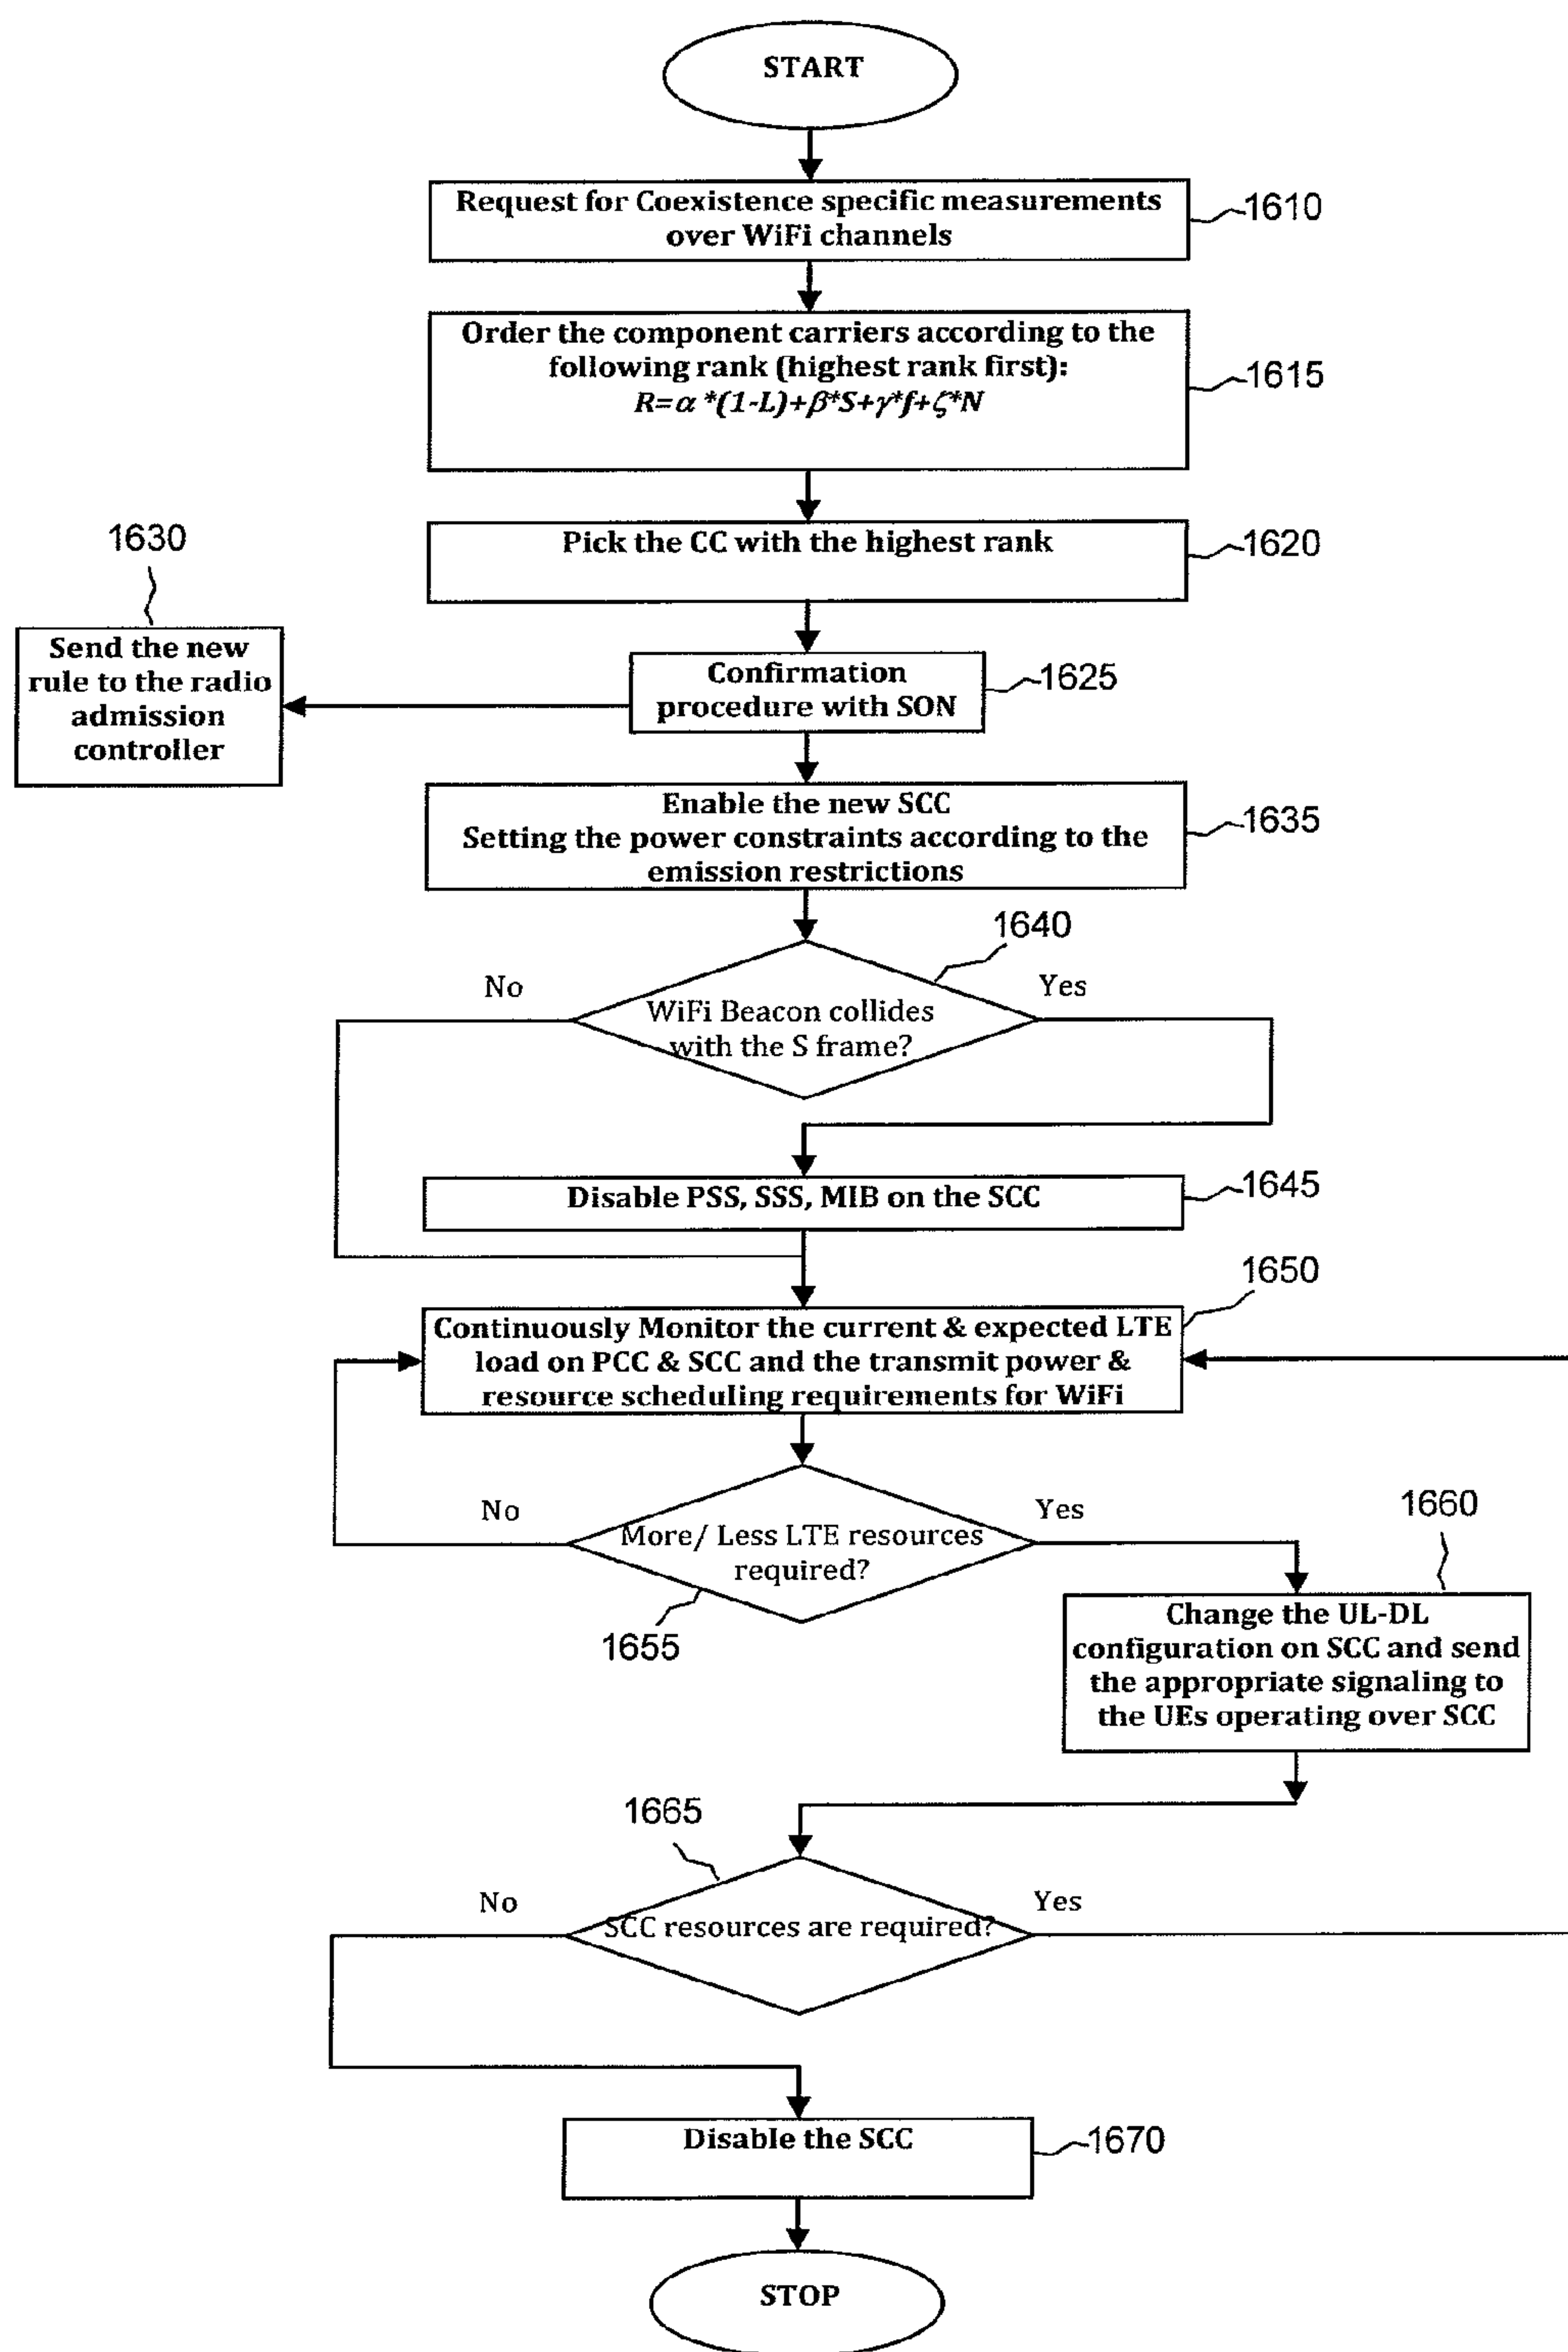 START
Request for Coexistence specific measurements
over WiFi channels
1610
Order the component carriers according to the
following rank (highest rank first):
R=α *(1-L)+β*S+γ*f+ζ*N
1615
Pick the CC with the highest rank
1620
1630
Send the new
rule to the radio
admission
controller
Confirmation
procedure with SON
1625
Enable the new SCC
Setting the power constraints according to the
emission restrictions
1635
1640
No
Yes
WiFi Beacon collides
with the S frame?
Disable PSS, SSS, MIB on the SCC
1645
1650
Continuously Monitor the current & expected LTE
load on PCC & SCC and the transmit power &
resource scheduling requirements for WiFi
No
Yes
More/ Less LTE resources
required?
1655
1660
Change the UL-DL
configuration on SCC and send
the appropriate signaling to
the UEs operating over SCC
1665
No
Yes
SCC resources are required?
Disable the SCC
1670
STOP